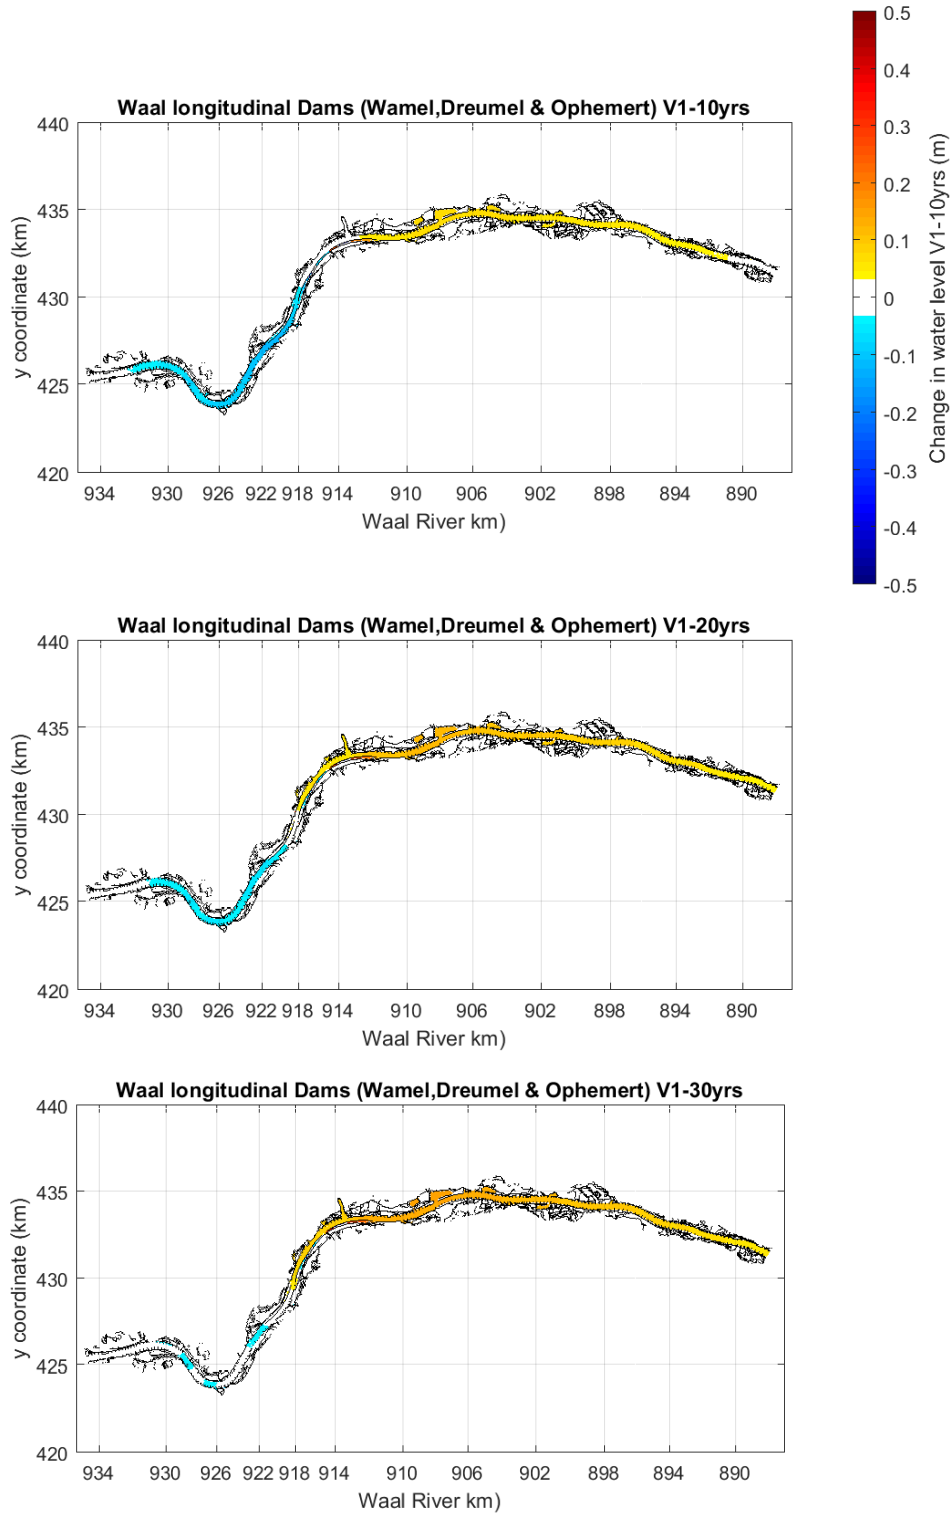 Waal longitudinal Dams (Wamel,Dreumel & Ophemert) V1-10yrs
440
435
430
425
420
y coordinate (km)
934 930 926 922 918 914 910 906 902 898 894 890
Waal River km)
0.5
0.4
0.3
0.2
0.1
0
-0.1
-0.2
-0.3
-0.4
-0.5
Change in water level V1-10yrs (m)
Waal longitudinal Dams (Wamel,Dreumel & Ophemert) V1-20yrs
440
435
430
425
420
y coordinate (km)
934 930 926 922 918 914 910 906 902 898 894 890
Waal River km)
Waal longitudinal Dams (Wamel,Dreumel & Ophemert) V1-30yrs
440
435
430
425
420
y coordinate (km)
934 930 926 922 918 914 910 906 902 898 894 890
Waal River km)